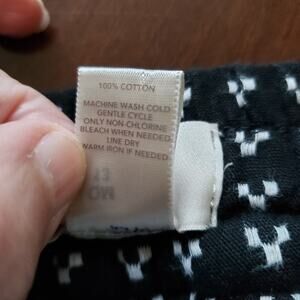 100% COTTON
MACHINE WASH COLD
GENTLE CYCLE
ONLY NON-CHLORINE
BLEACH WHEN NEEDED
LINE DRY
WARM IRON IF NEEDED